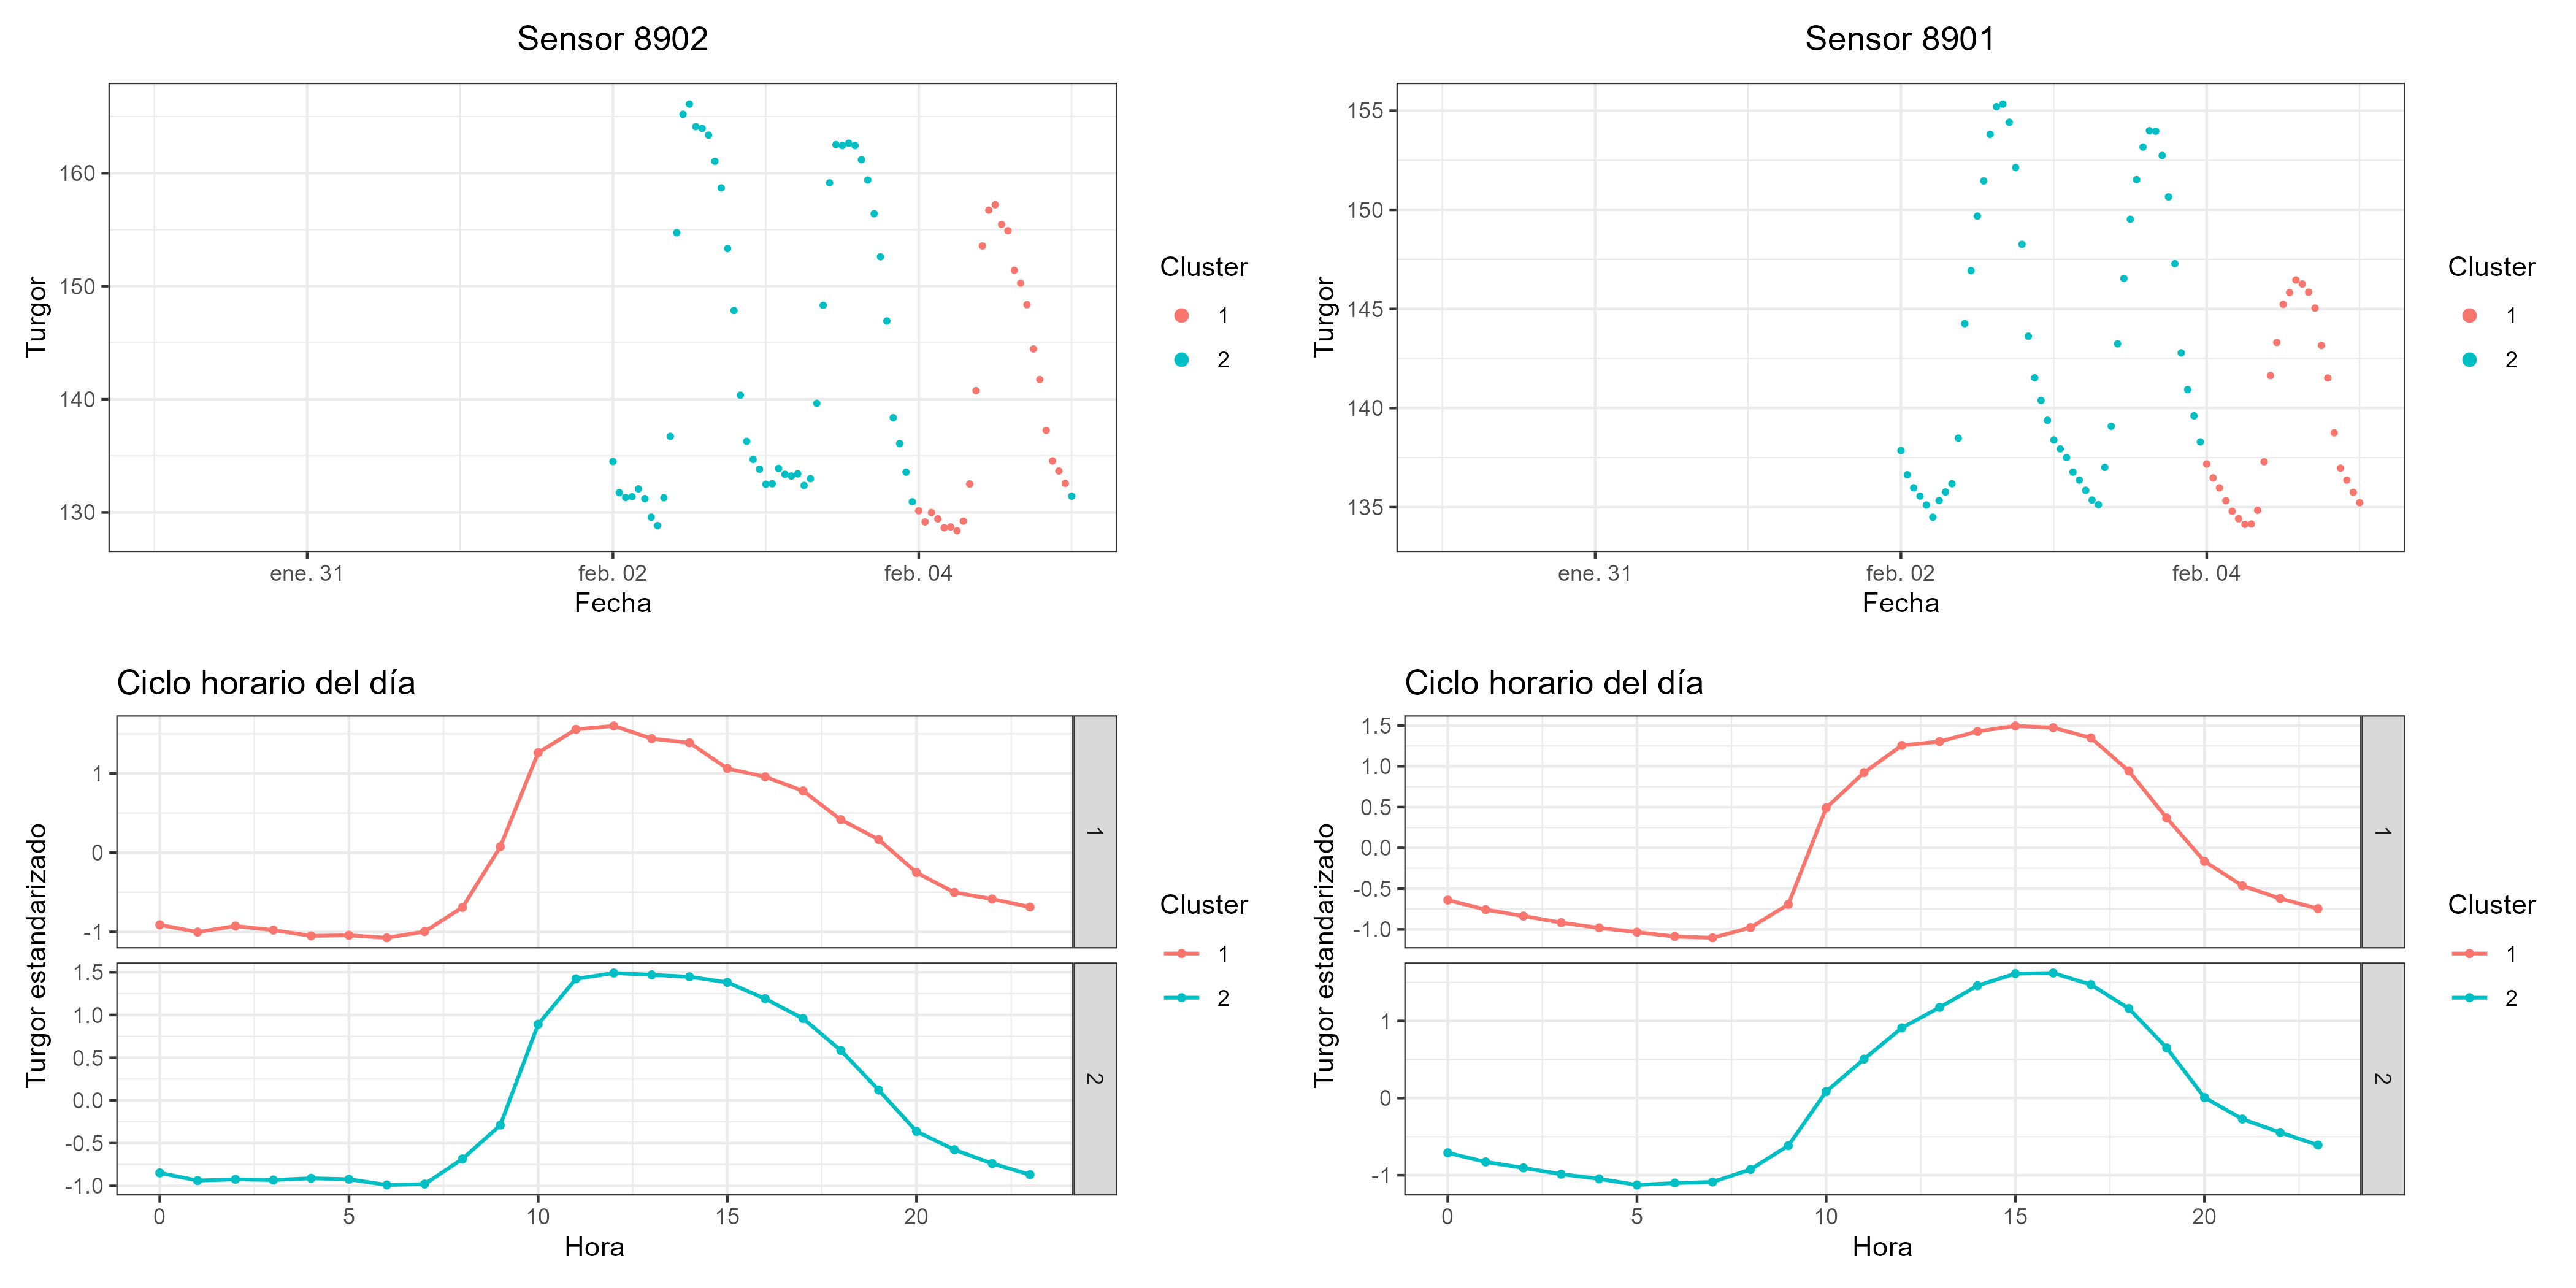 Sensor 8902
Turgor
160
150
140
130
ene. 31
feb. 02
feb. 04
Fecha
Cluster
1
2
Sensor 8901
Turgor
155
150
145
140
135
ene. 31
feb. 02
feb. 04
Fecha
Cluster
1
2
Ciclo horario del día
Turgor estandarizado
1
0
-1
1
1.5
1.0
0.5
0.0
-0.5
-1.0
2
0
5
10
15
20
Hora
Cluster
1
2
Ciclo horario del día
Turgor estandarizado
1.5
1.0
0.5
0.0
-0.5
-1.0
1
1
0
-1
2
0
5
10
15
20
Hora
Cluster
1
2